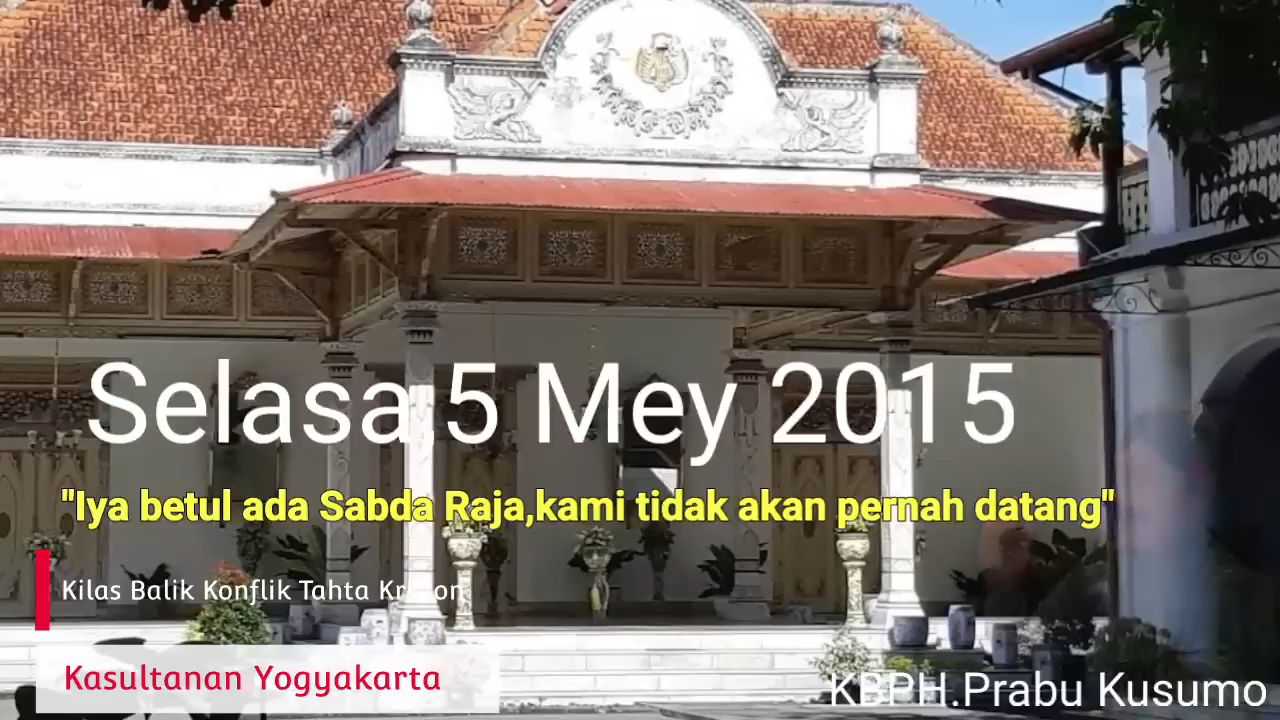 Selasa 5 Mey 2015
"Iya betul ada Sabda Raja,kami tidak akan pernah datang"
Kilas Balik Konflik Tahta Kraton
Kasultanan Yogyakarta
KBPH.Prabu Kusumo